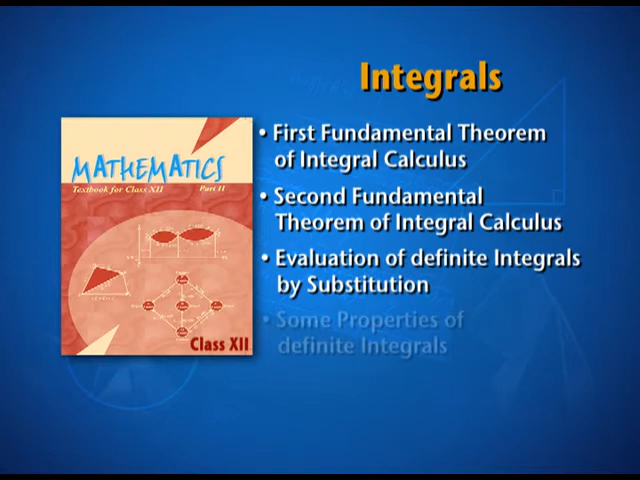 Integrals
• First Fundamental Theorem
of Integral Calculus
• Second Fundamental
Theorem of Integral Calculus
• Evaluation of definite Integrals
by Substitution
• Some Properties of
definite Integrals
MATHEMATICS
Textbook for Class XII Part II
Class XII